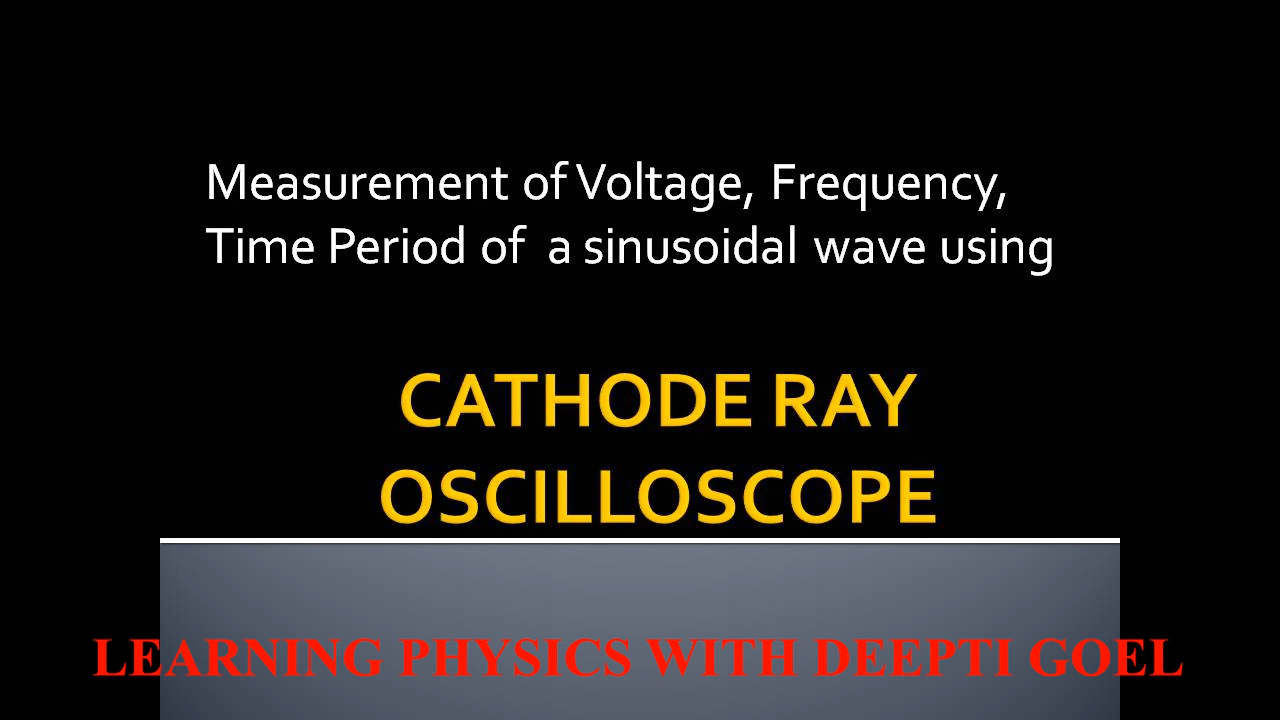 Measurement of Voltage, Frequency,
Time Period of a sinusoidal wave using
CATHODE RAY
OSCILLOSCOPE
LEARNING PHYSICS WITH DEEPTI GOEL